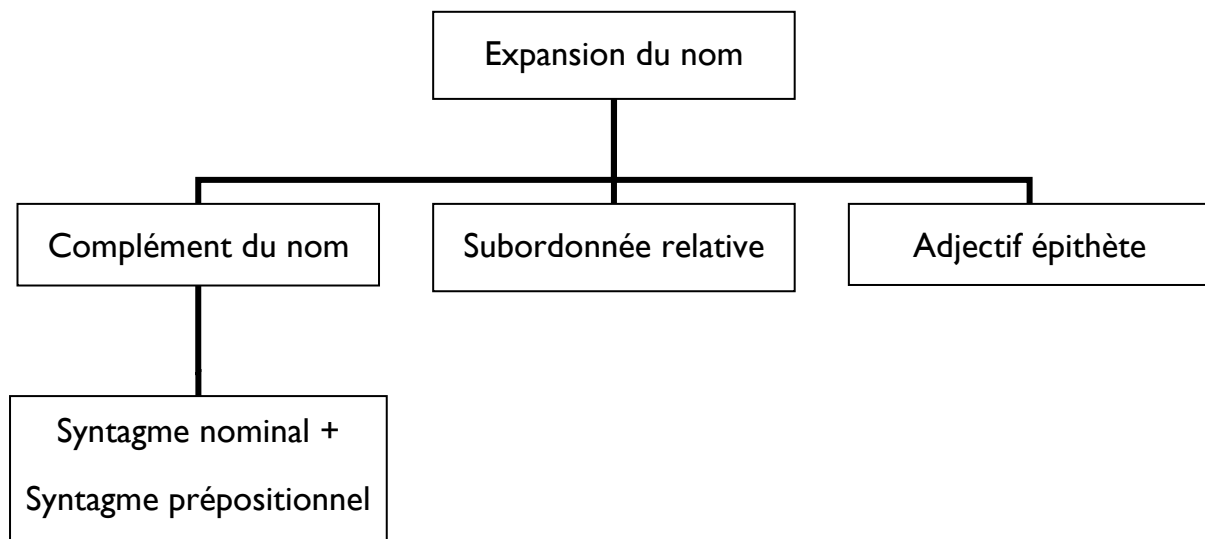 Expansion du nom
Complément du nom
Subordonnée relative
Adjectif épithète
Syntagme nominal +
Syntagme prépositionnel